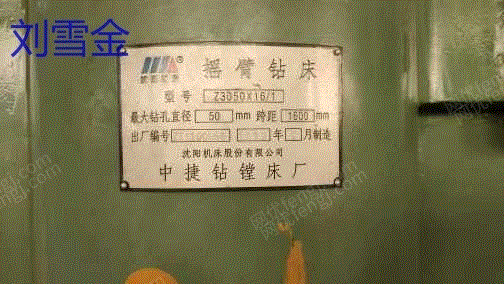 刘雪金
摇臂钻床
型号 Z3050X16/1
最大钻孔直径 50 mm 跨距 1600 mm
出厂编号 年 月制造
沈阳机床股份有限公司
中捷钻镗床厂